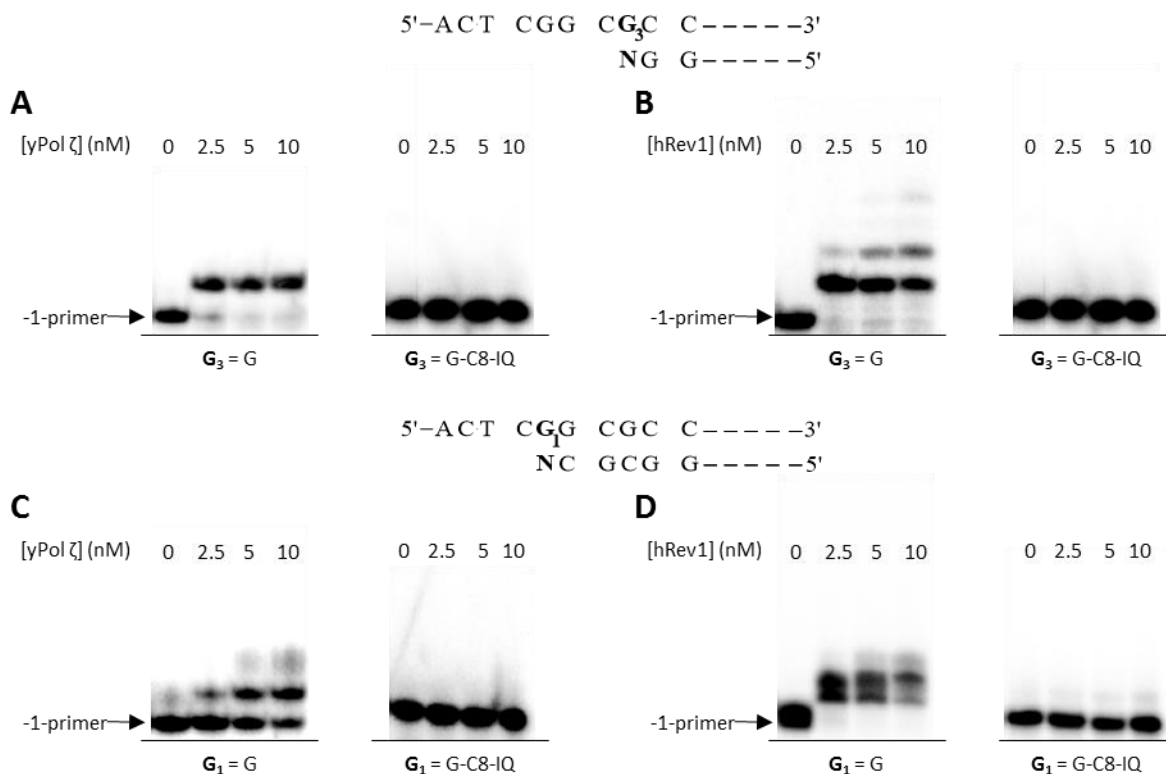 5'–ACT CGG CG₃C C – – – – – 3'
NG G – – – – – 5'
A
[yPol ζ] (nM) 0 2.5 5 10 0 2.5 5 10
-1-primer
G₃ = G G₃ = G-C8-IQ
B
[hRev1] (nM) 0 2.5 5 10 0 2.5 5 10
-1-primer
G₃ = G G₃ = G-C8-IQ
5'–ACT CG₁G CGC C – – – – – 3'
NC GCG G – – – – – 5'
C
[yPol ζ] (nM) 0 2.5 5 10 0 2.5 5 10
-1-primer
G₁ = G G₁ = G-C8-IQ
D
[hRev1] (nM) 0 2.5 5 10 0 2.5 5 10
-1-primer
G₁ = G G₁ = G-C8-IQ